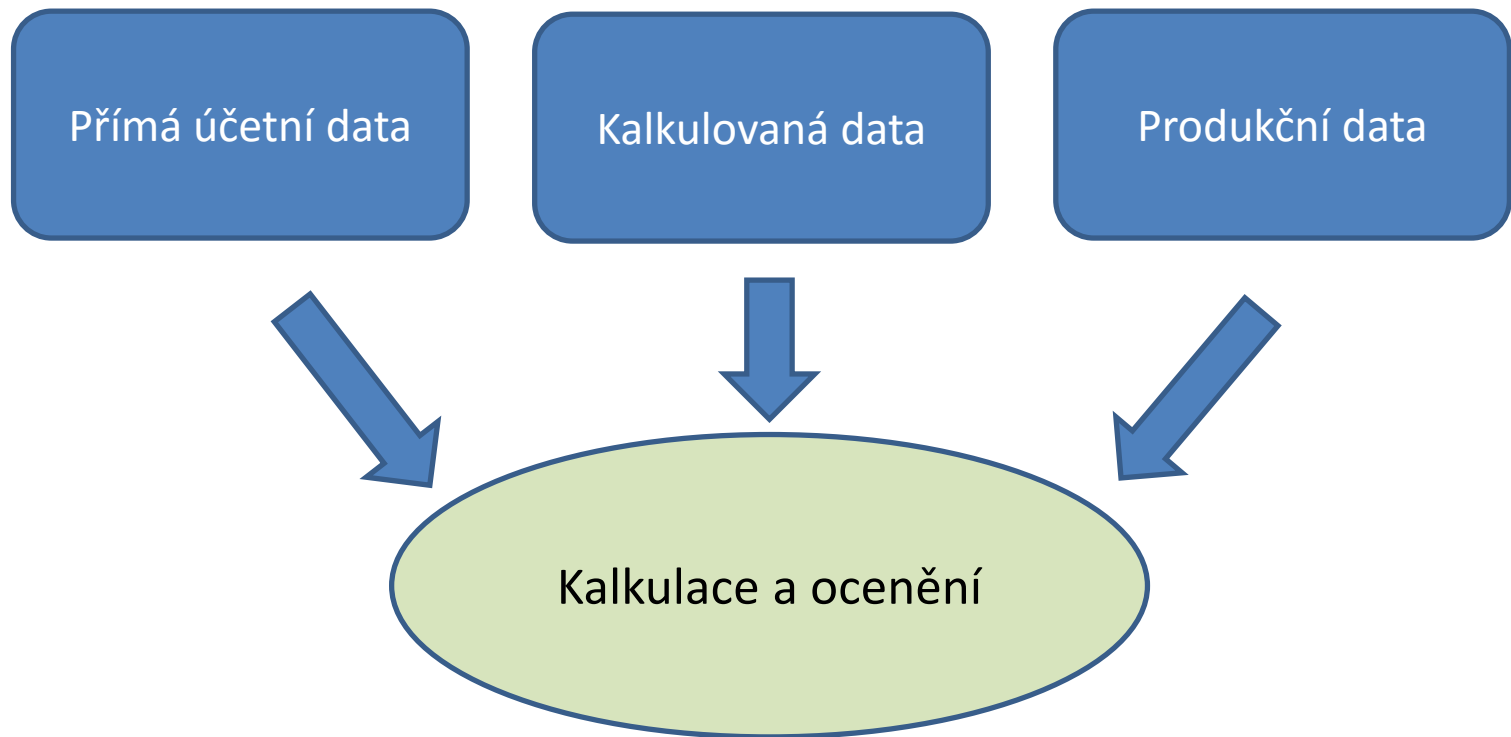 Přímá účetní data
Kalkulovaná data
Produkční data
Kalkulace a ocenění